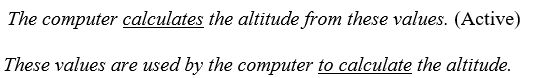 The computer calculates the altitude from these values. (Active)
These values are used by the computer to calculate the altitude.